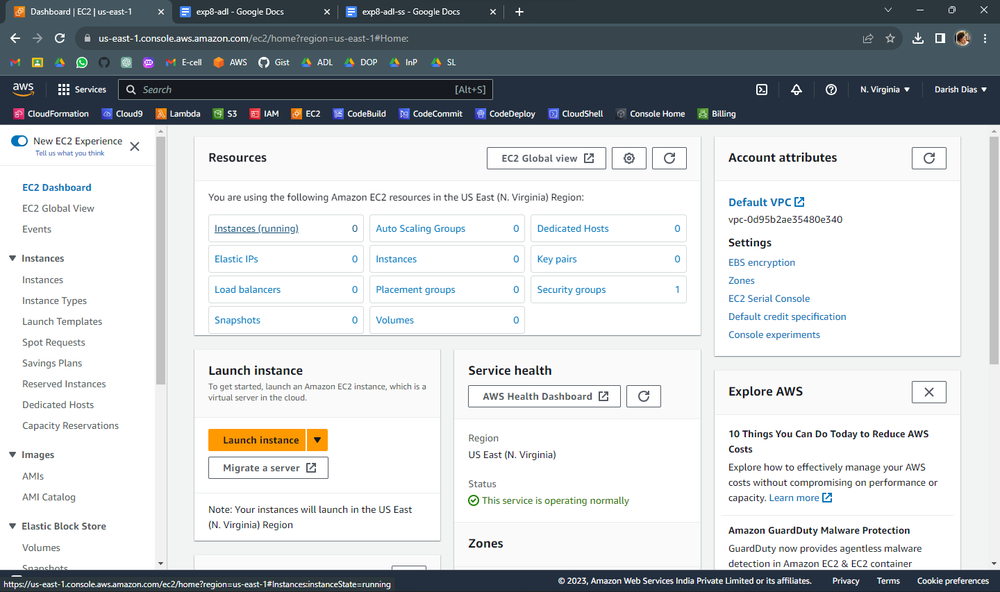 Dashboard | EC2 | us-east-1
exp8-adl - Google Docs
exp8-adl-ss - Google Docs
us-east-1.console.aws.amazon.com/ec2/home?region=us-east-1#Home:
E-cell
AWS
Gist
ADL
DOP
InP
SL
aws
Services
Search
[Alt+S]
N. Virginia
Darish Dias
CloudFormation
Cloud9
Lambda
S3
IAM
EC2
CodeBuild
CodeCommit
CodeDeploy
CloudShell
Console Home
Billing
New EC2 Experience
Tell us what you think
EC2 Dashboard
EC2 Global View
Events
Instances
Instances
Instance Types
Launch Templates
Spot Requests
Savings Plans
Reserved Instances
Dedicated Hosts
Capacity Reservations
Images
AMIs
AMI Catalog
Elastic Block Store
Volumes
Snapshots
Resources
EC2 Global view
You are using the following Amazon EC2 resources in the US East (N. Virginia) Region:
Instances (running) 0
Auto Scaling Groups 0
Dedicated Hosts 0
Elastic IPs 0
Instances 0
Key pairs 0
Load balancers 0
Placement groups 0
Security groups 1
Snapshots 0
Volumes 0
Launch instance
To get started, launch an Amazon EC2 instance, which is a
virtual server in the cloud.
Launch instance
Migrate a server
Note: Your instances will launch in the US East
(N. Virginia) Region
Service health
AWS Health Dashboard
Region
US East (N. Virginia)
Status
This service is operating normally
Zones
Account attributes
Default VPC
vpc-0d95b2ae35480e340
Settings
EBS encryption
Zones
EC2 Serial Console
Default credit specification
Console experiments
Explore AWS
10 Things You Can Do Today to Reduce AWS
Costs
Explore how to effectively manage your AWS
costs without compromising on performance or
capacity. Learn more
Amazon GuardDuty Malware Protection
GuardDuty now provides agentless malware
detection in Amazon EC2 & EC2 container
https://us-east-1.console.aws.amazon.com/ec2/home?region=us-east-1#Instances:instanceState=running
© 2023, Amazon Web Services India Private Limited or its affiliates.
Privacy
Terms
Cookie preferences